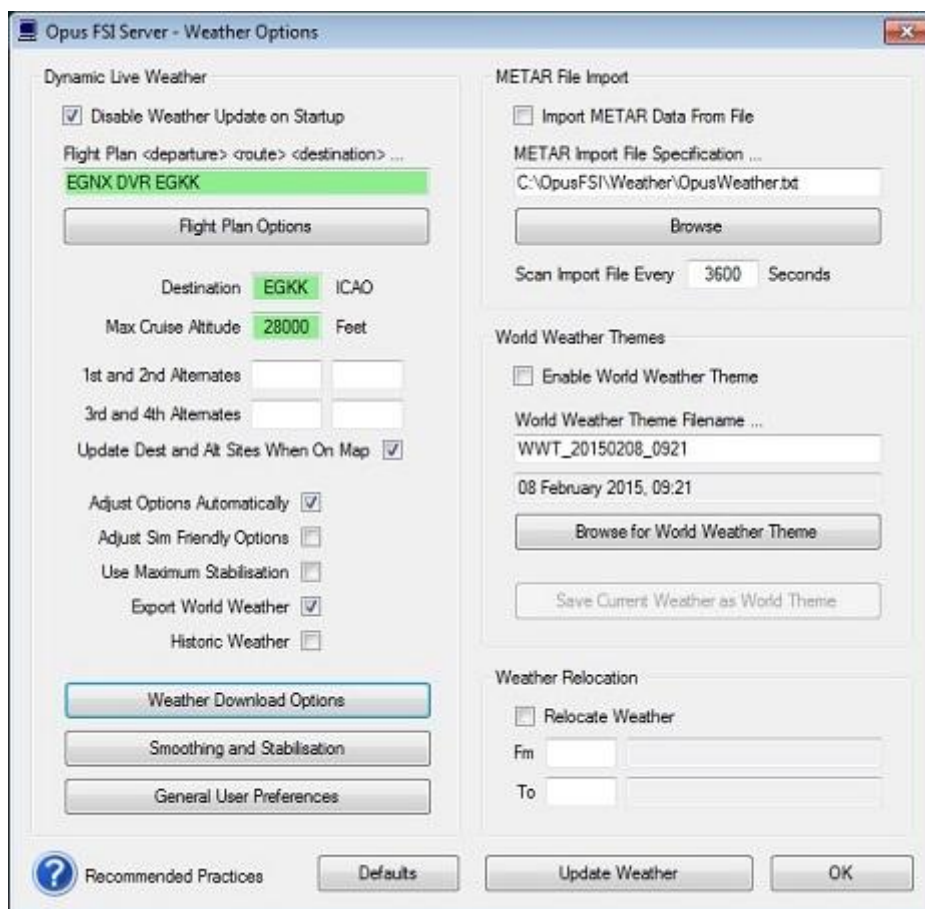 Opus FSI Server - Weather Options
Dynamic Live Weather
Disable Weather Update on Startup
Flight Plan <departure> <route> <destination> ...
EGNX DVR EGKK
Flight Plan Options
Destination EGKK ICAO
Max Cruise Altitude 28000 Feet
1st and 2nd Alternates
3rd and 4th Alternates
Update Dest and Alt Sites When On Map
Adjust Options Automatically
Adjust Sim Friendly Options
Use Maximum Stabilisation
Export World Weather
Historic Weather
Weather Download Options
Smoothing and Stabilisation
General User Preferences
METAR File Import
Import METAR Data From File
METAR Import File Specification ...
C:\OpusFSI\Weather\OpusWeather.txt
Browse
Scan Import File Every 3600 Seconds
World Weather Themes
Enable World Weather Theme
World Weather Theme Filename ...
WWT_20150208_0921
08 February 2015, 09:21
Browse for World Weather Theme
Save Current Weather as World Theme
Weather Relocation
Relocate Weather
Fm
To
? Recommended Practices
Defaults
Update Weather
OK